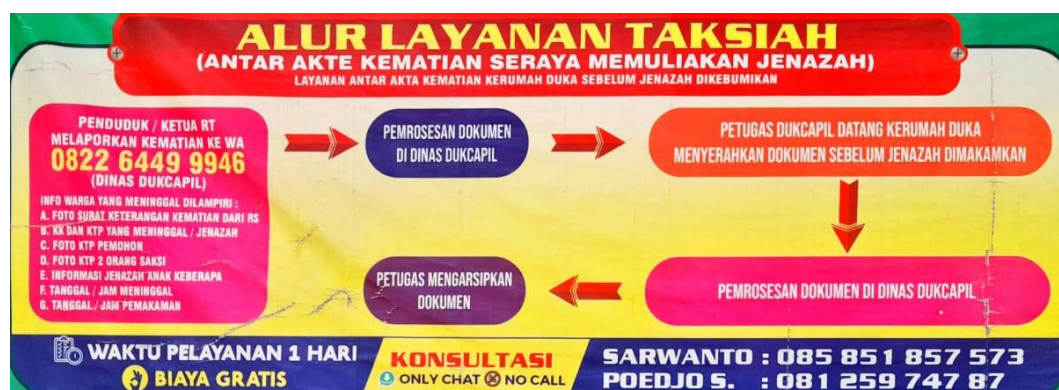 ALUR LAYANAN TAKSIAH
(ANTAR AKTE KEMATIAN SERAYA MEMULIAKAN JENAZAH)
LAYANAN ANTAR AKTA KEMATIAN KERUMAH DUKA SEBELUM JENAZAH DIKEBUMIKAN
PENDUDUK / KETUA RT
MELAPORKAN KEMATIAN KE WA
0822 6449 9946
(DINAS DUKCAPIL)
INFO WARGA YANG MENINGGAL DILAMPIRI :
A. FOTO SURAT KETERANGAN KEMATIAN DARI RS
B. KK DAN KTP YANG MENINGGAL / JENAZAH
C. FOTO KTP PEMOHON
D. FOTO KTP 2 ORANG SAKSI
E. INFORMASI JENAZAH ANAK KEBERAPA
F. TANGGAL / JAM MENINGGAL
G. TANGGAL / JAM PEMAKAMAN
PEMROSESAN DOKUMEN
DI DINAS DUKCAPIL
PETUGAS DUKCAPIL DATANG KERUMAH DUKA
MENYERAHKAN DOKUMEN SEBELUM JENAZAH DIMAKAMKAN
PEMROSESAN DOKUMEN DI DINAS DUKCAPIL
PETUGAS MENGARSIPKAN
DOKUMEN
WAKTU PELAYANAN 1 HARI
BIAYA GRATIS
KONSULTASI
ONLY CHAT NO CALL
SARWANTO : 085 851 857 573
POEDJO S. : 081 259 747 87